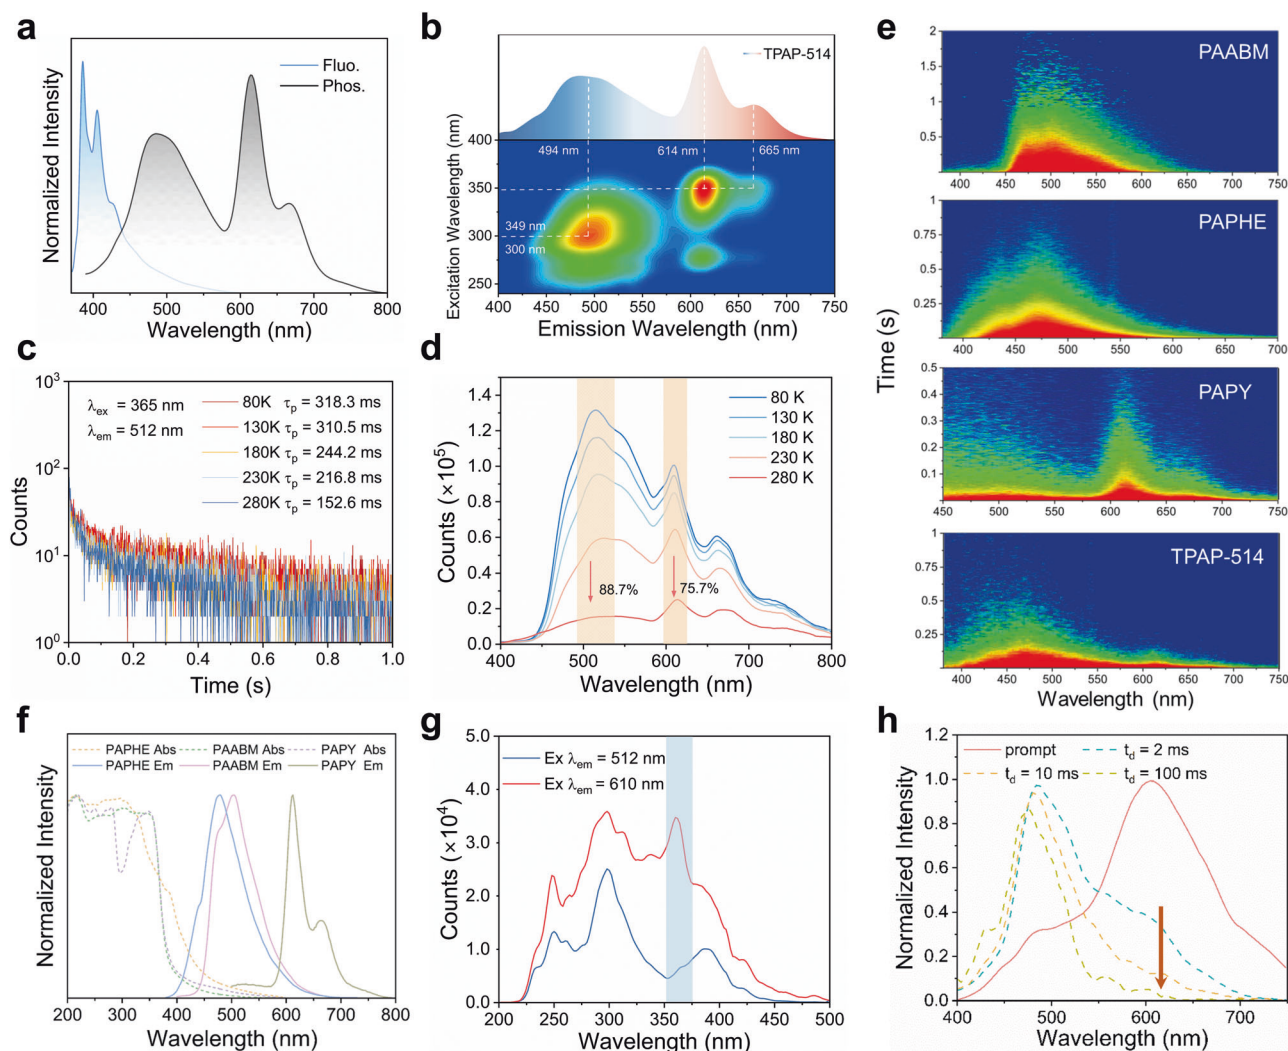 a
Normalized Intensity
Fluo.
Phos.
400 500 600 700 800
Wavelength (nm)
b
TPAP-514
Excitation Wavelength (nm)
400
350
300
250
494 nm
614 nm
665 nm
349 nm
300 nm
400 450 500 550 600 650 700 750
Emission Wavelength (nm)
c
Counts
10³
10²
10¹
10⁰
λex = 365 nm
λem = 512 nm
80K τp = 318.3 ms
130K τp = 310.5 ms
180K τp = 244.2 ms
230K τp = 216.8 ms
280K τp = 152.6 ms
0.0 0.2 0.4 0.6 0.8 1.0
Time (s)
d
Counts (×10⁵)
1.4
1.2
1.0
0.8
0.6
0.4
0.2
0.0
80 K
130 K
180 K
230 K
280 K
88.7%
75.7%
400 500 600 700 800
Wavelength (nm)
e
Time (s)
PAABM
2
1.5
1
0.5
400 450 500 550 600 650 700 750
PAPHE
1
0.75
0.5
0.25
400 450 500 550 600 650 700
PAPY
0.5
0.4
0.3
0.2
0.1
450 500 550 600 650 700 750
TPAP-514
1
0.75
0.5
0.25
400 450 500 550 600 650 700 750
Wavelength (nm)
f
Normalized Intensity
PAPHE Abs PAABM Abs PAPY Abs
PAPHE Em PAABM Em PAPY Em
200 300 400 500 600 700 800
Wavelength (nm)
g
Counts (×10⁴)
5.0
4.0
3.0
2.0
1.0
0.0
Ex λem = 512 nm
Ex λem = 610 nm
200 250 300 350 400 450 500
Wavelength (nm)
h
Normalized Intensity
1.2
1.0
0.8
0.6
0.4
0.2
0.0
prompt td = 2 ms
td = 10 ms td = 100 ms
400 500 600 700
Wavelength (nm)